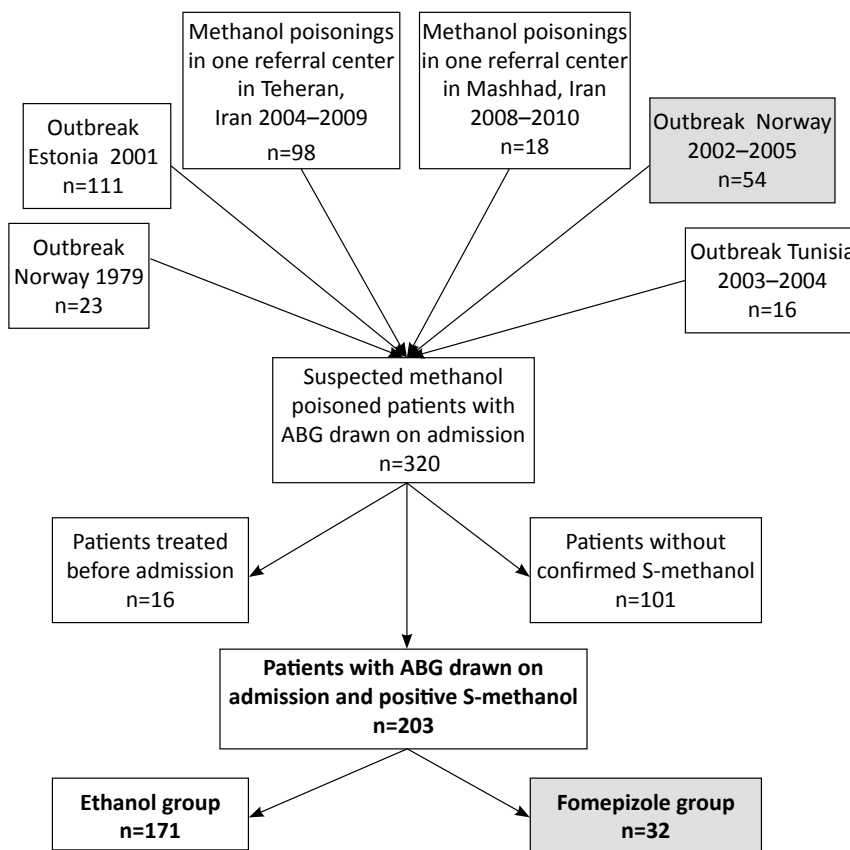 Methanol poisonings
in one referral center
in Teheran,
Iran 2004–2009
n=98
Methanol poisonings
in one referral center
in Mashhad, Iran
2008–2010
n=18
Outbreak
Estonia 2001
n=111
Outbreak Norway
2002–2005
n=54
Outbreak
Norway 1979
n=23
Outbreak Tunisia
2003–2004
n=16
Suspected methanol
poisoned patients with
ABG drawn on admission
n=320
Patients treated
before admission
n=16
Patients without
confirmed S-methanol
n=101
Patients with ABG drawn on
admission and positive S-methanol
n=203
Ethanol group
n=171
Fomepizole group
n=32